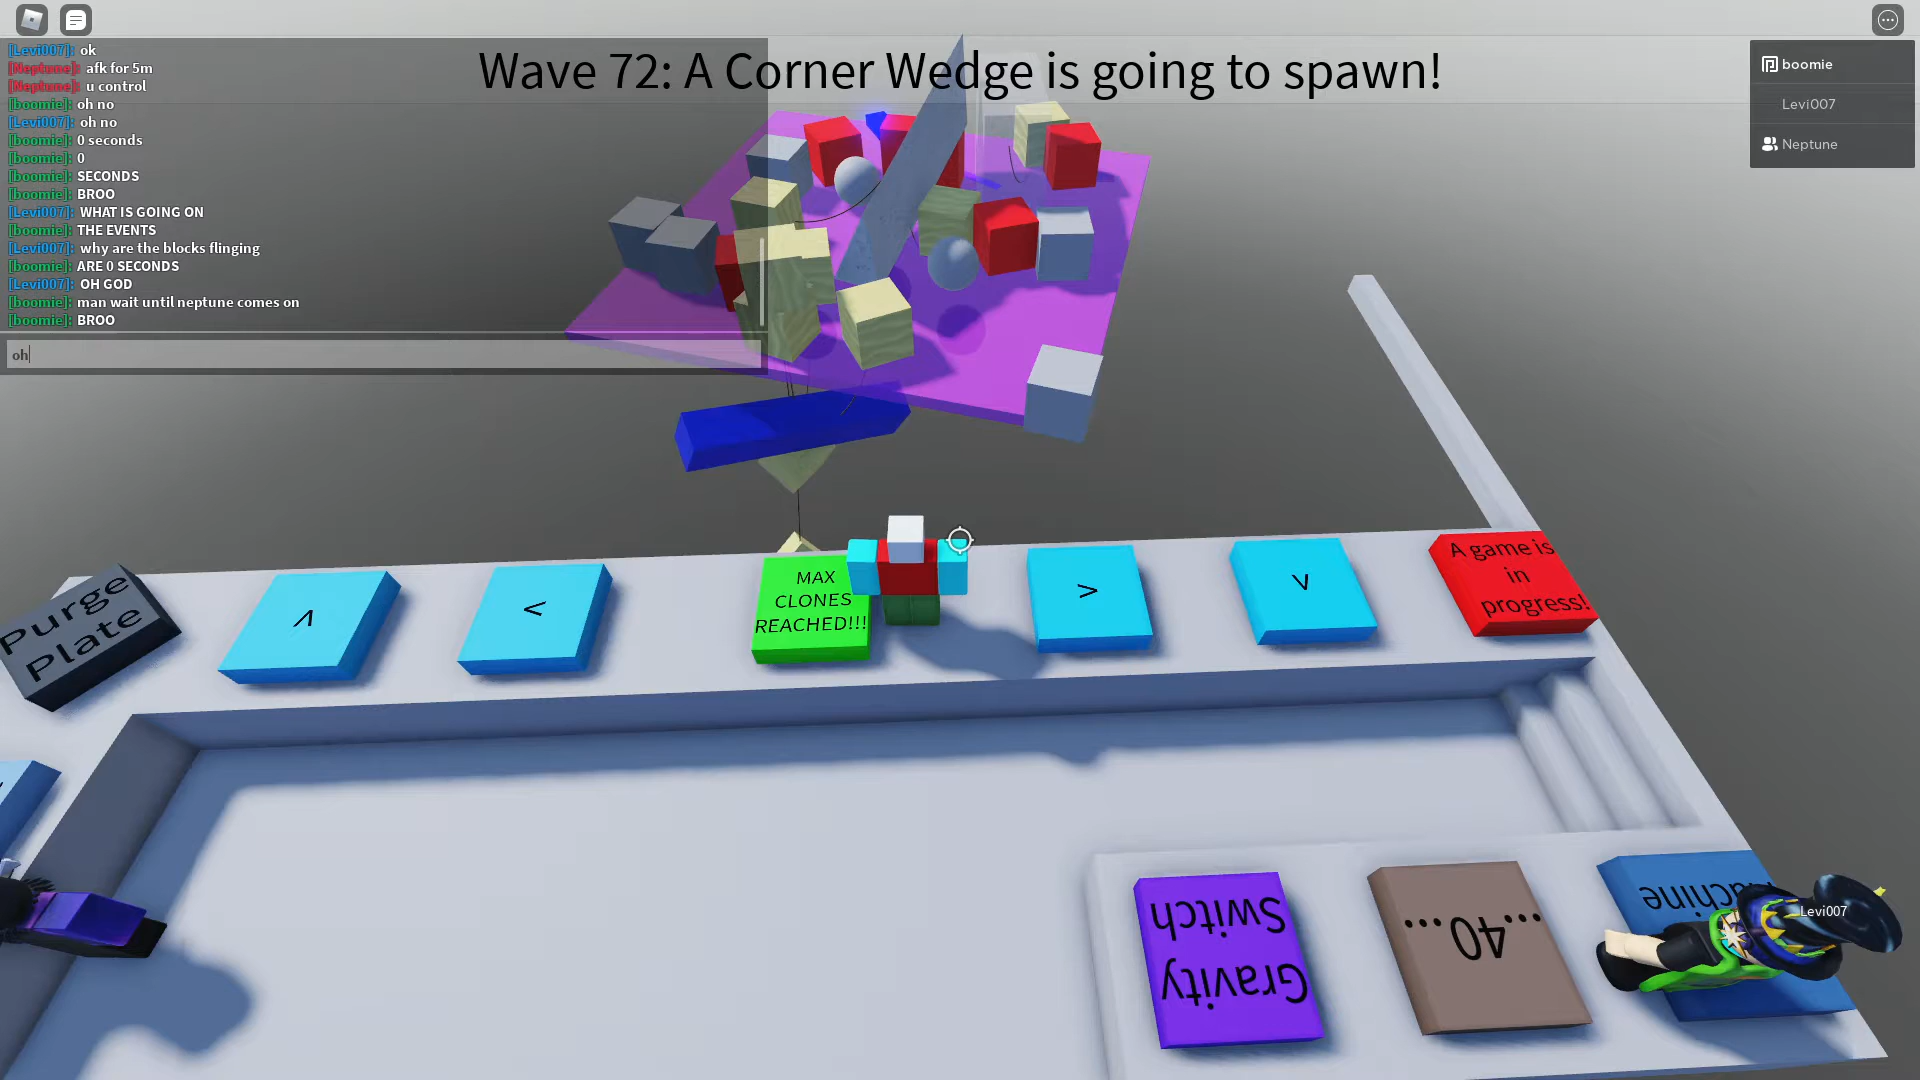 [Levi007]: ok
[Neptune]: afk for 5m
[Neptune]: u control
[boomie]: oh no
[Levi007]: oh no
[boomie]: 0 seconds
[boomie]: 0
[boomie]: SECONDS
[boomie]: BROO
[Levi007]: WHAT IS GOING ON
[boomie]: THE EVENTS
[Levi007]: why are the blocks flinging
[boomie]: ARE 0 SECONDS
[Levi007]: OH GOD
[boomie]: man wait until neptune comes on
[boomie]: BROO
oh
Wave 72: A Corner Wedge is going to spawn!
boomie
Levi007
Neptune
Purge
Plate
^
<
MAX
CLONES
REACHED!!!
>
v
A game is
in
progress!
Gravity
Switch
...40...
Levi007